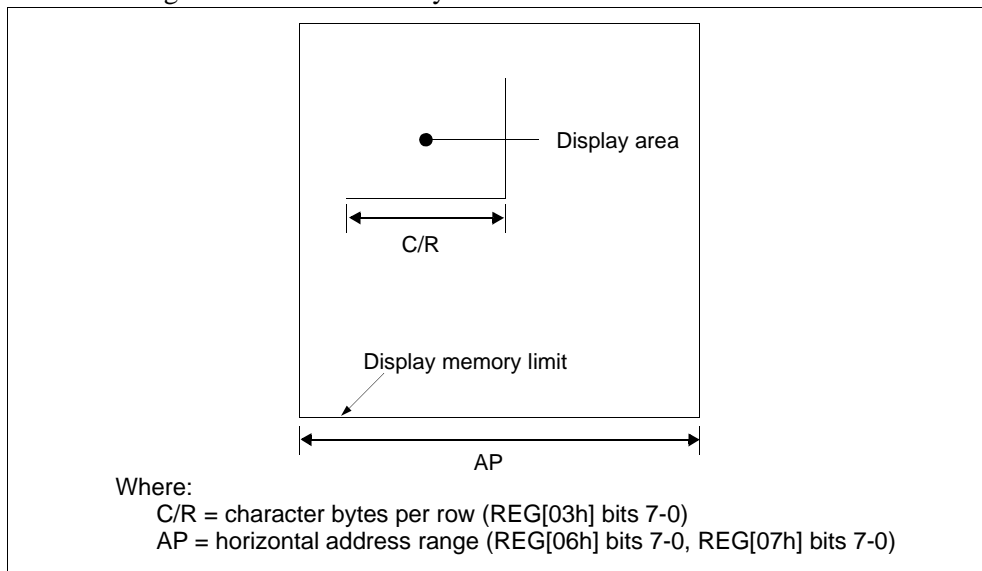 Display area
C/R
Display memory limit
AP
Where:
C/R = character bytes per row (REG[03h] bits 7-0)
AP = horizontal address range (REG[06h] bits 7-0, REG[07h] bits 7-0)